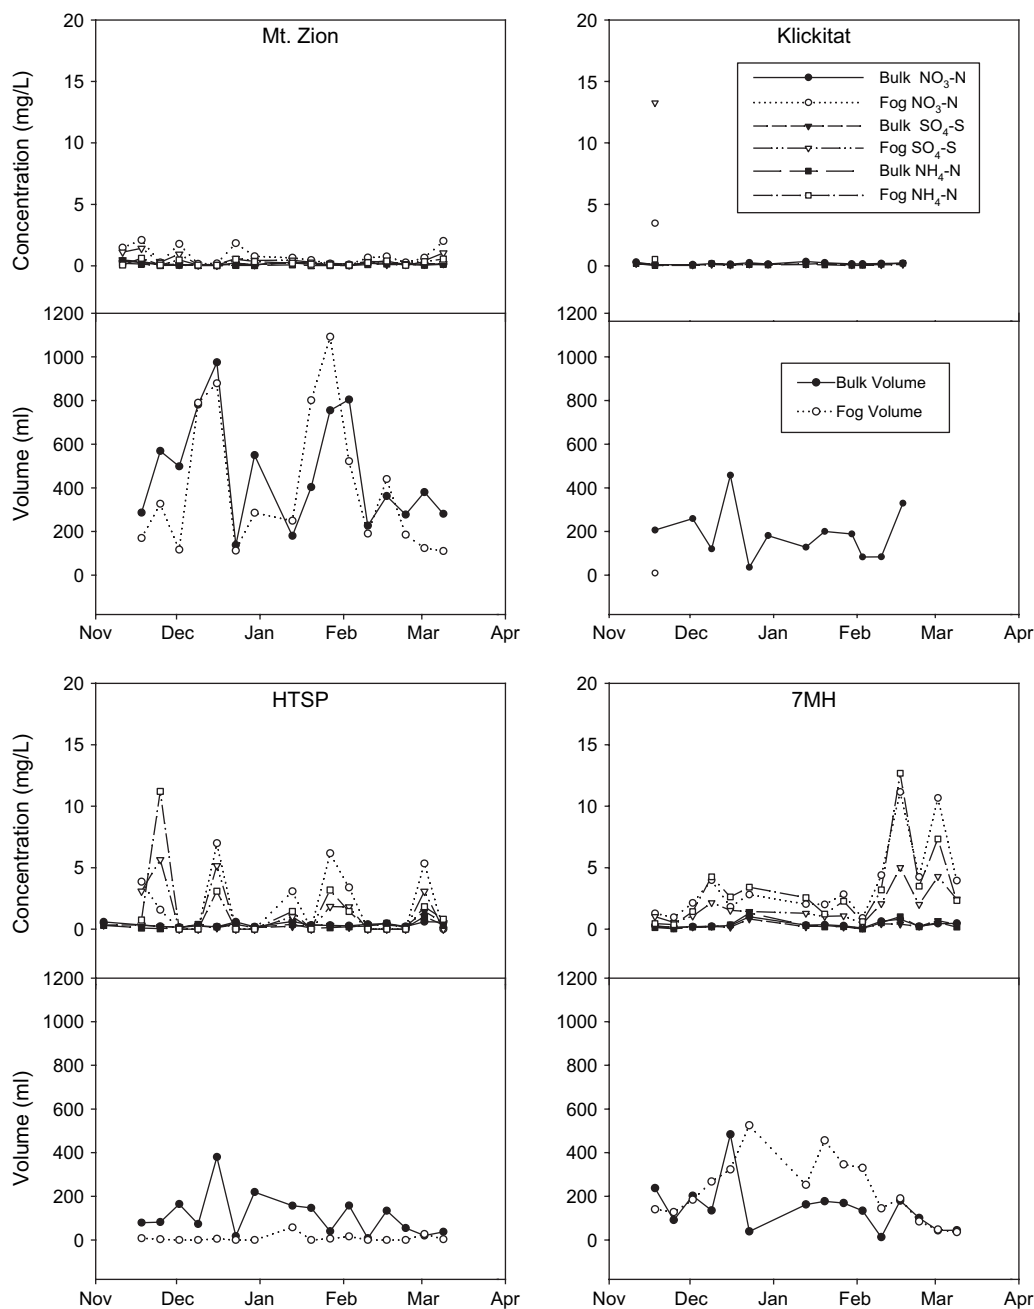 Mt. Zion
Concentration (mg/L)
20
15
10
5
0
Volume (ml)
1200
1000
800
600
400
200
0
Nov Dec Jan Feb Mar Apr
Klickitat
20
15
10
5
0
Bulk NO₃-N
Fog NO₃-N
Bulk SO₄-S
Fog SO₄-S
Bulk NH₄-N
Fog NH₄-N
1200
1000
800
600
400
200
0
Bulk Volume
Fog Volume
Nov Dec Jan Feb Mar Apr
HTSP
Concentration (mg/L)
20
15
10
5
0
Volume (ml)
1200
1000
800
600
400
200
0
Nov Dec Jan Feb Mar Apr
7MH
20
15
10
5
0
1200
1000
800
600
400
200
0
Nov Dec Jan Feb Mar Apr